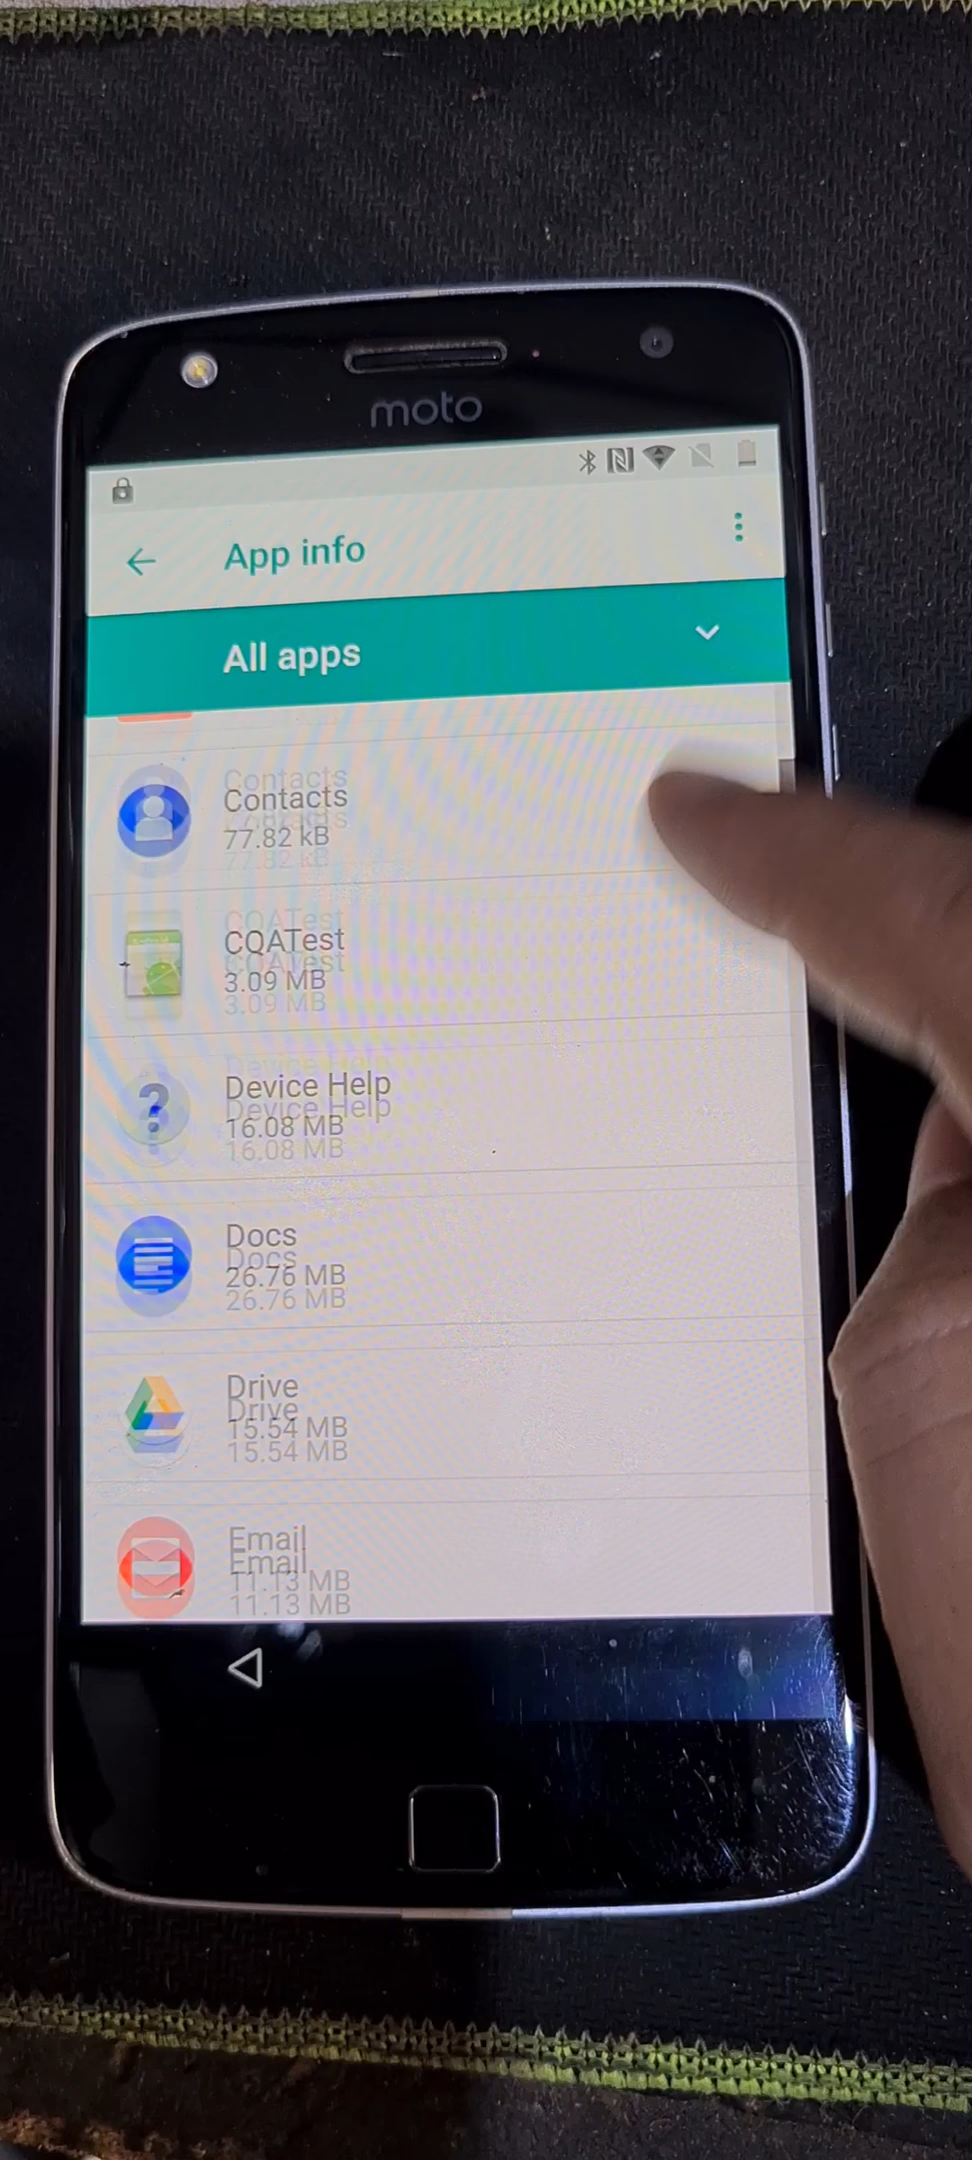 moto
App info
All apps
Contacts
77.82 kB
CQATest
3.09 MB
Device Help
16.08 MB
Docs
26.76 MB
Drive
15.54 MB
Email
11.13 MB